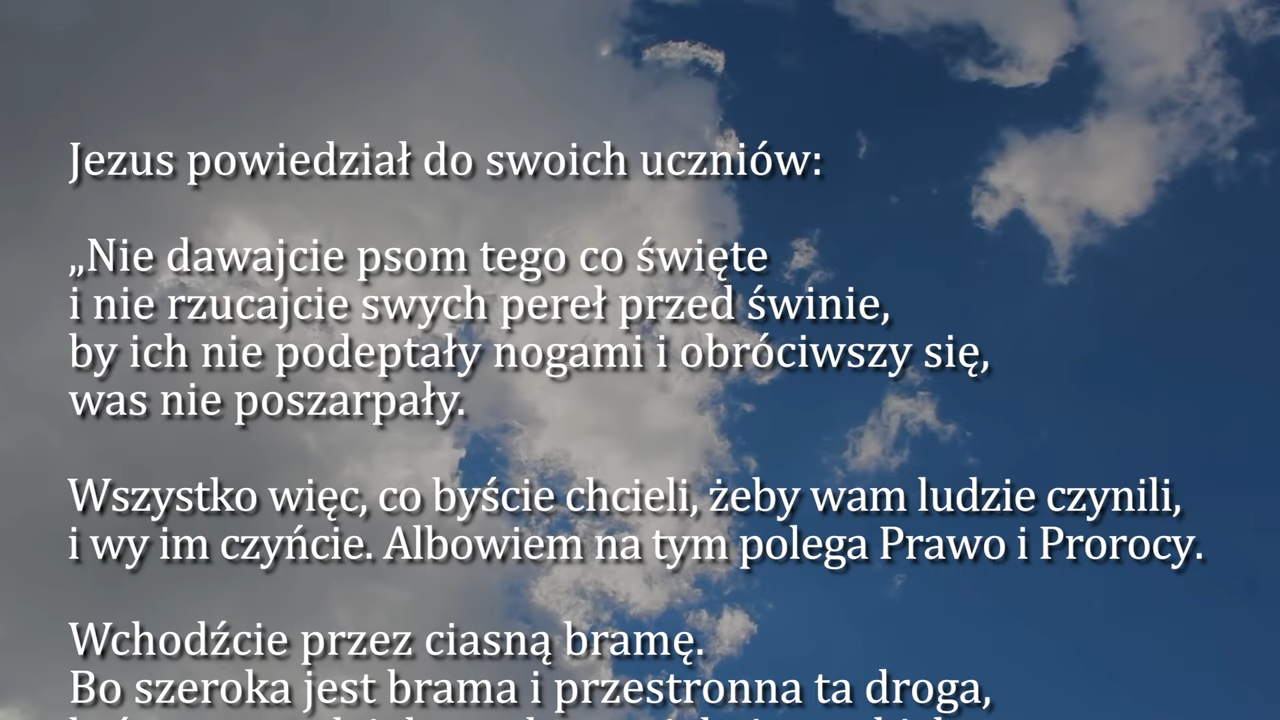 Jezus powiedział do swoich uczniów:
„Nie dawajcie psom tego co święte
i nie rzucajcie swych pereł przed świnie,
by ich nie podeptały nogami i obróciwszy się,
was nie poszarpały.
Wszystko więc, co byście chcieli, żeby wam ludzie czynili,
i wy im czyńcie. Albowiem na tym polega Prawo i Prorocy.
Wchodźcie przez ciasną bramę.
Bo szeroka jest brama i przestronna ta droga,